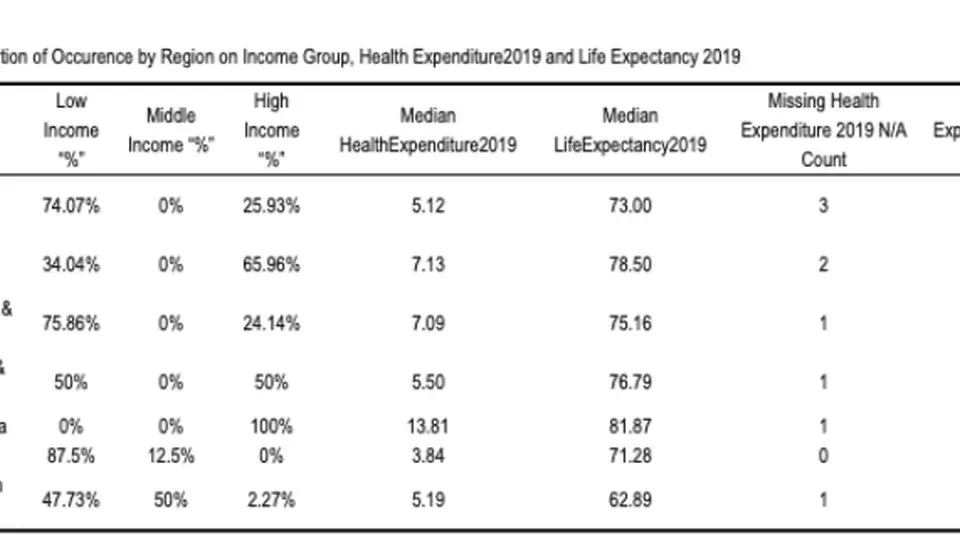 tion of Occurence by Region on Income Group, Health Expenditure2019 and Life Expectancy 2019
Low Income “%” Middle Income “%” High Income “%” Median HealthExpenditure2019 Median LifeExpectancy2019 Missing Health Expenditure 2019 N/A Count Exp
74.07% 0% 25.93% 5.12 73.00 3
34.04% 0% 65.96% 7.13 78.50 2
& 75.86% 0% 24.14% 7.09 75.16 1
& 50% 0% 50% 5.50 76.79 1
a 0% 0% 100% 13.81 81.87 1
87.5% 12.5% 0% 3.84 71.28 0
n 47.73% 50% 2.27% 5.19 62.89 1